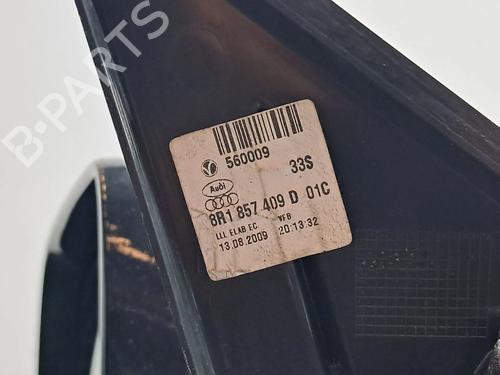 B-PARTS
560009
33S
Audi
8R1 857 409 D 01C
LLL ELAB EC VFB
13.08.2009 20:13:32